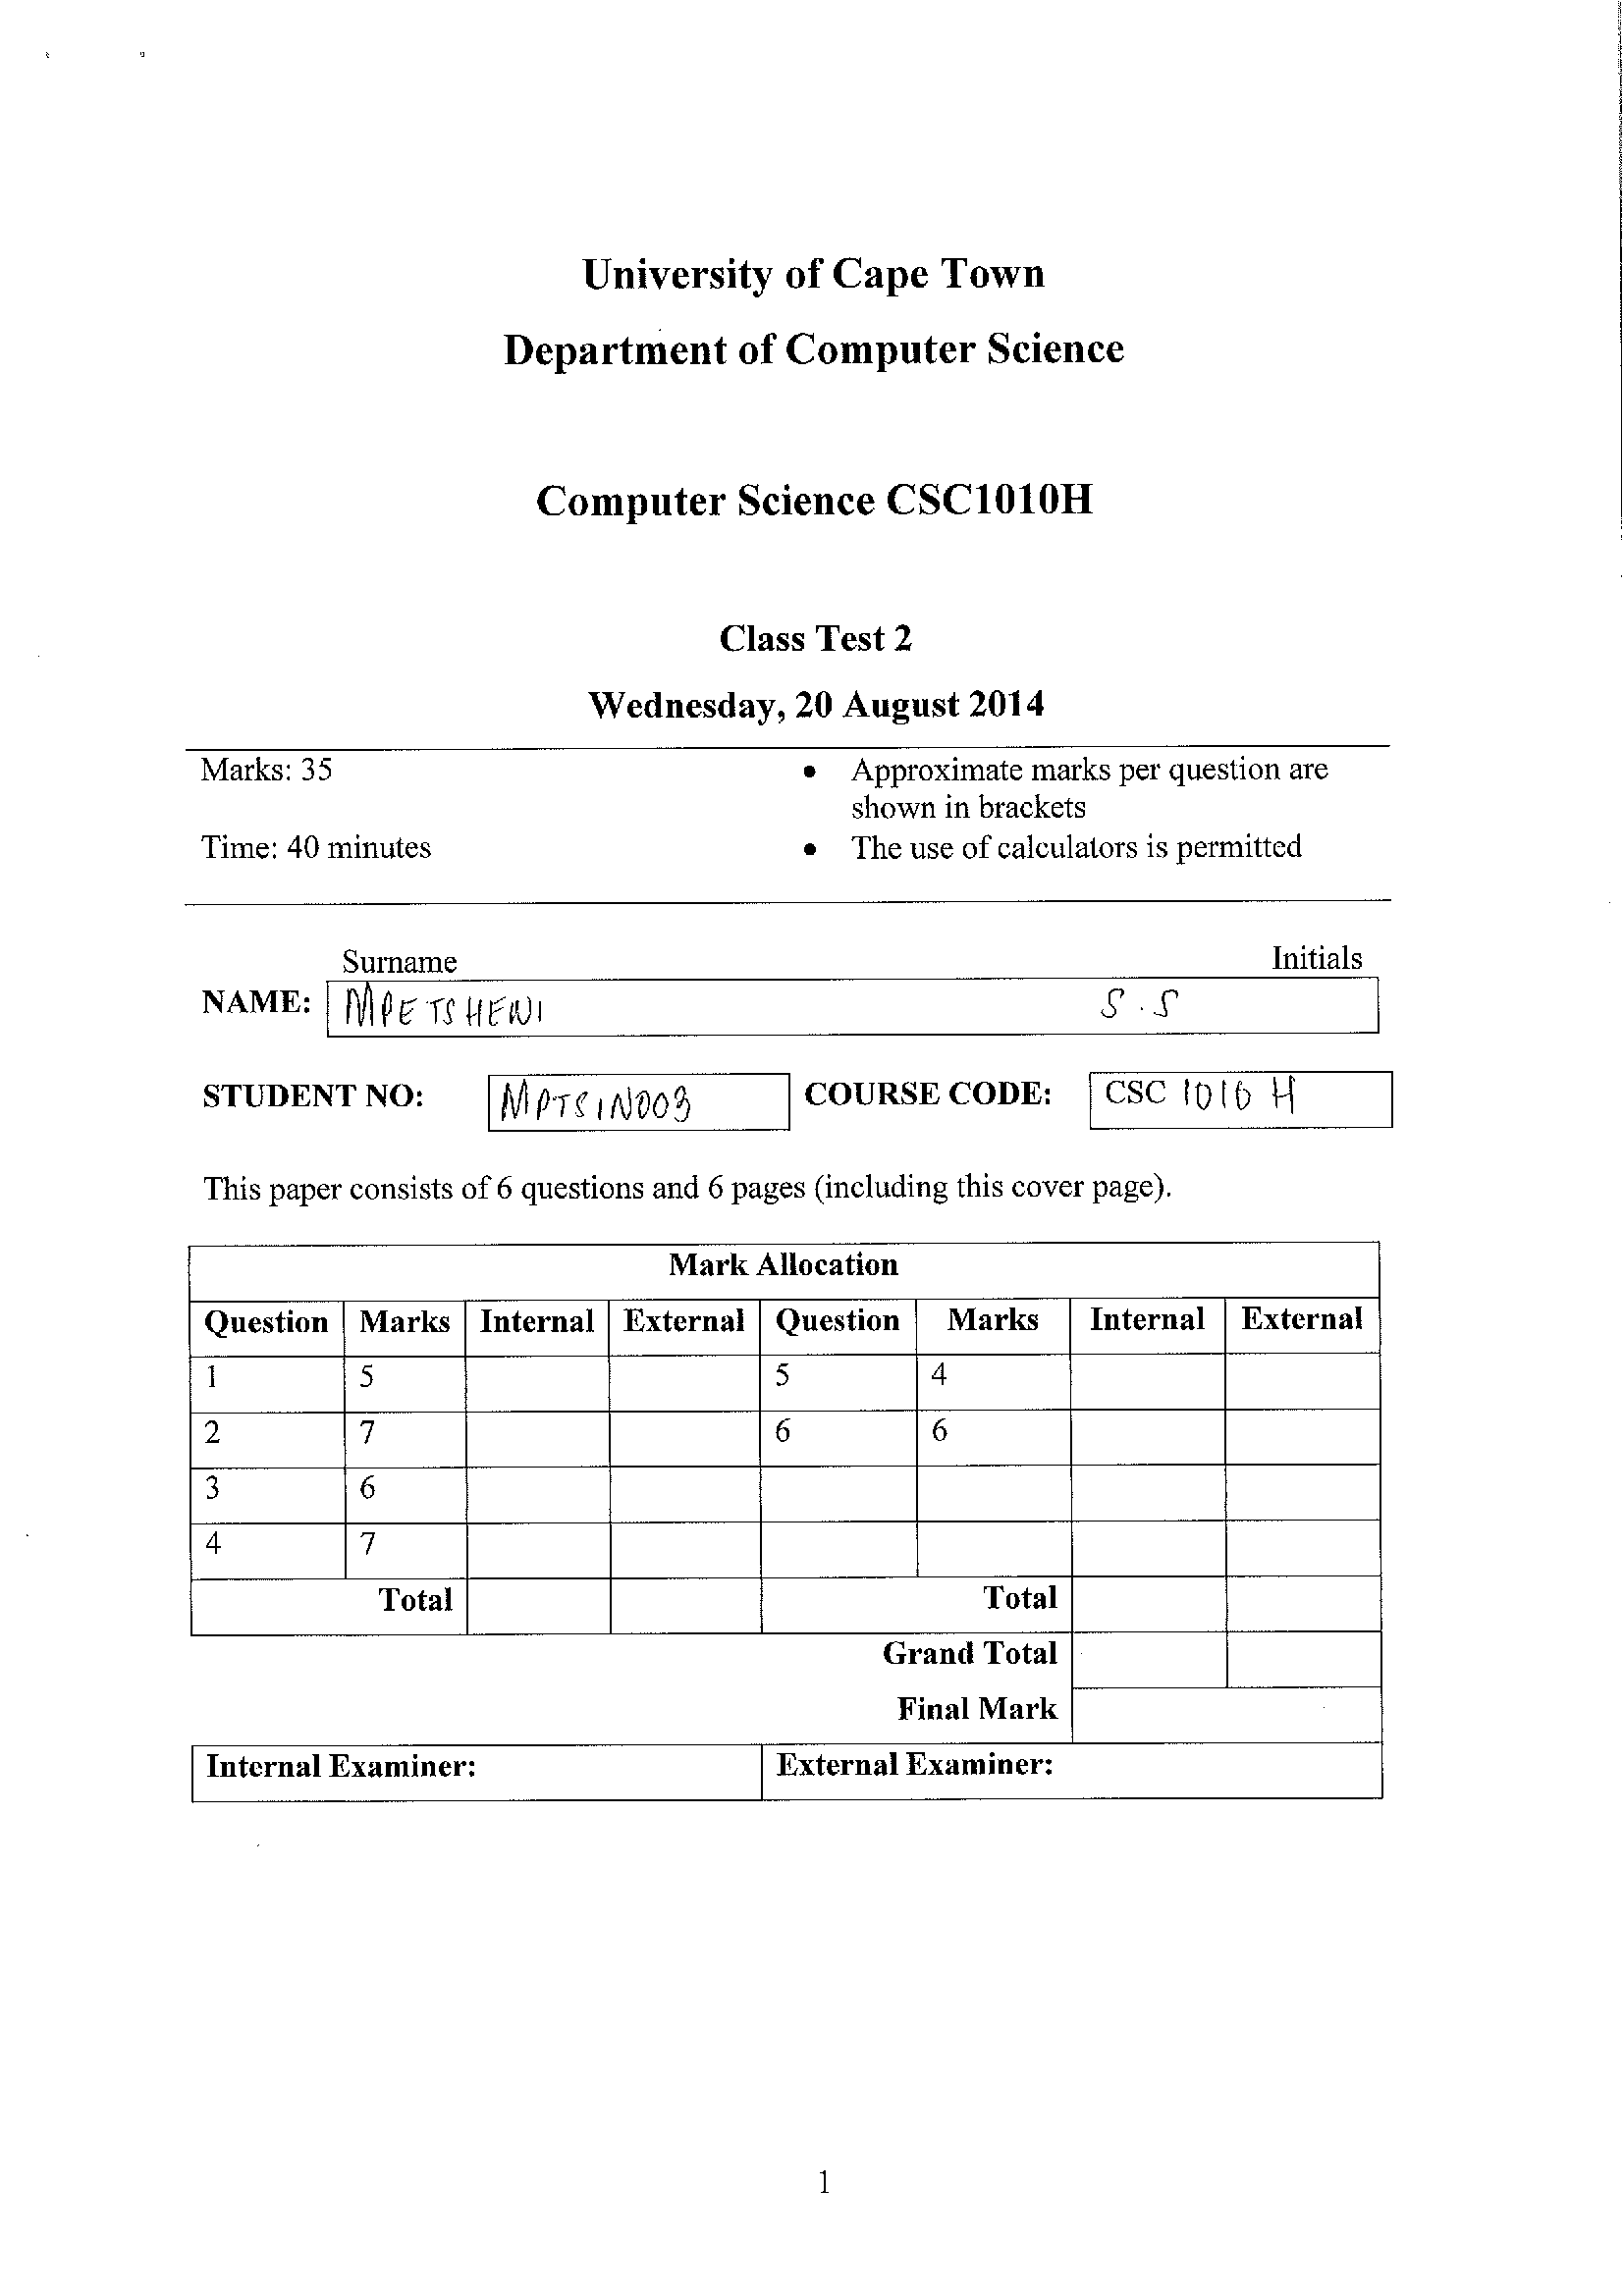 University of Cape Town
Department of Computer Science
Computer Science CSC1010H
Class Test 2
Wednesday, 20 August 2014
Marks: 35
• Approximate marks per question are
shown in brackets
Time: 40 minutes
• The use of calculators is permitted
Surname Initials
NAME: MPETSHENI S.S
STUDENT NO: MPTSIN003 COURSE CODE: CSC 1010 H
This paper consists of 6 questions and 6 pages (including this cover page).
Mark Allocation
Question Marks Internal External Question Marks Internal External
1 5 5 4
2 7 6 6
3 6
4 7
Total Total
Grand Total
Final Mark
Internal Examiner: External Examiner:
1